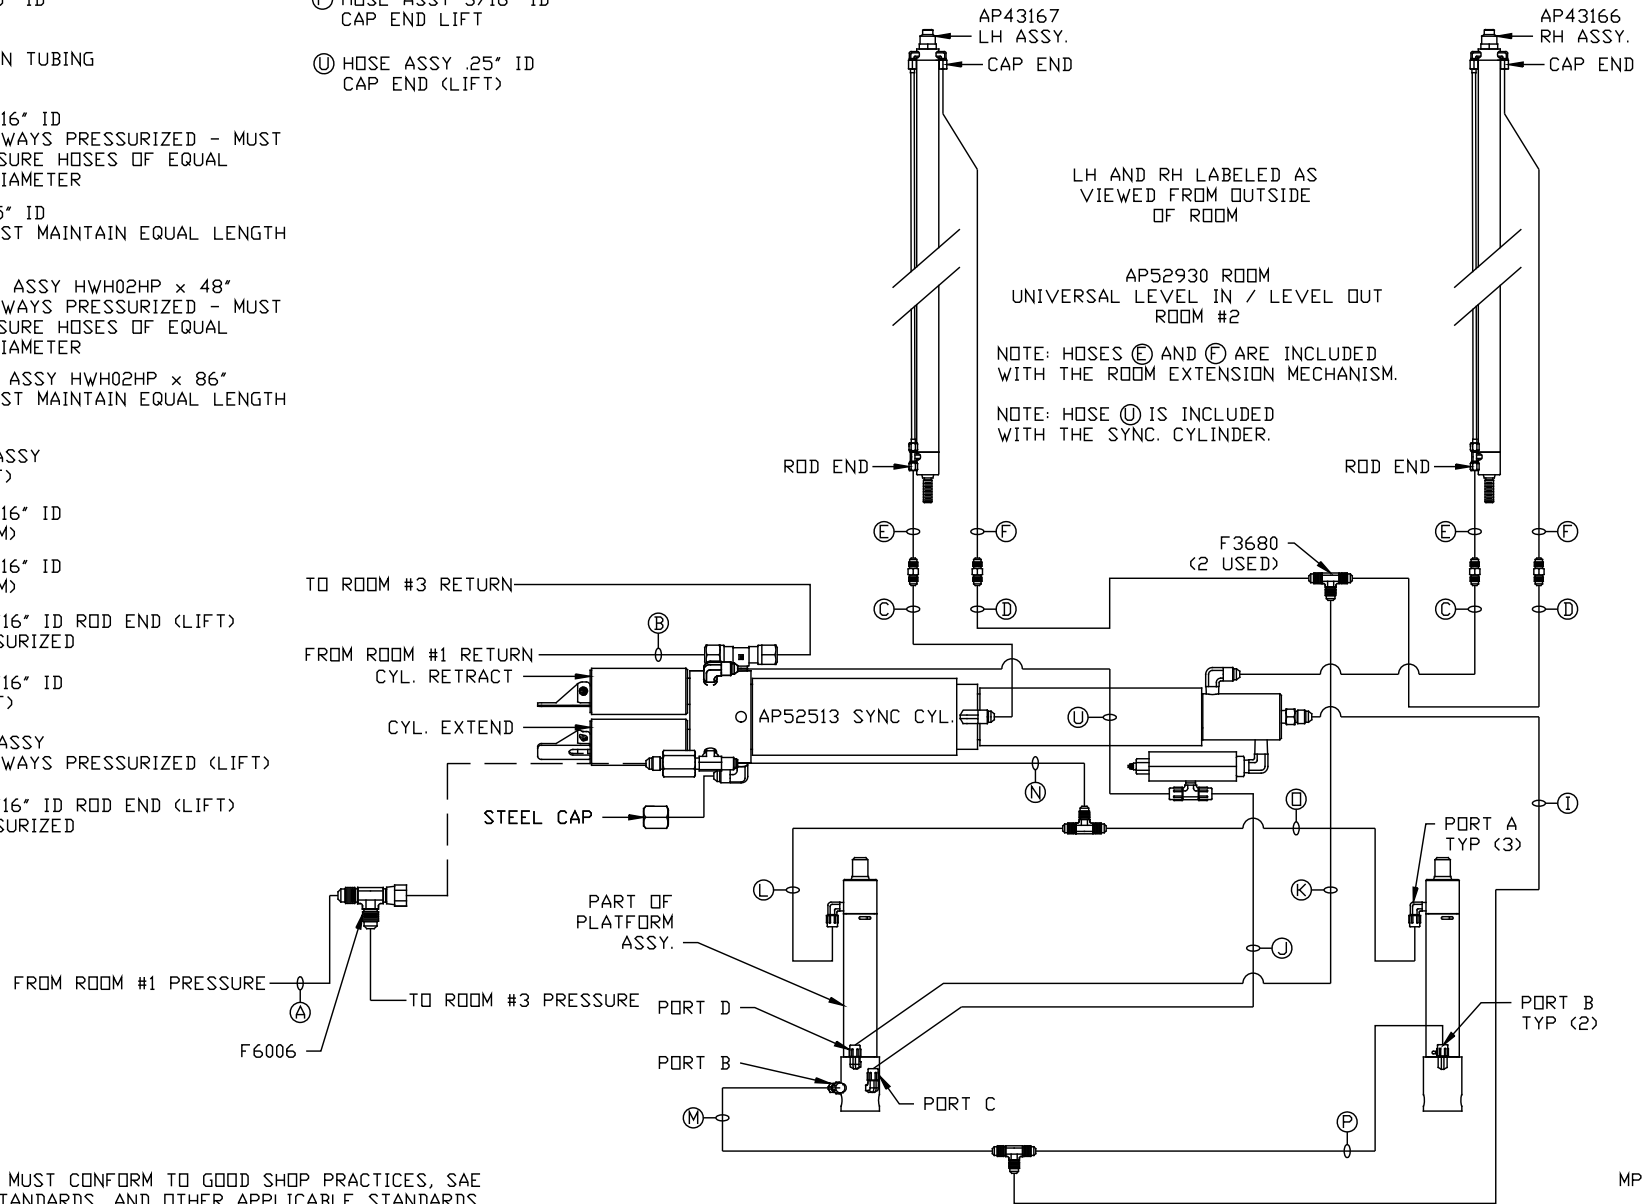 CAP END LIFT
Ⓤ HOSE ASSY .25" ID
CAP END (LIFT)
N TUBING
16" ID
WAYS PRESSURIZED - MUST
SURE HOSES OF EQUAL
IAMETER
5" ID
ST MAINTAIN EQUAL LENGTH
ASSY HWH02HP x 48"
WAYS PRESSURIZED - MUST
SURE HOSES OF EQUAL
IAMETER
ASSY HWH02HP x 86"
ST MAINTAIN EQUAL LENGTH
ASSY
T)
16" ID
M)
16" ID
M)
16" ID ROD END (LIFT)
SURIZED
16" ID
T)
ASSY
WAYS PRESSURIZED (LIFT)
16" ID ROD END (LIFT)
SURIZED
AP43167
LH ASSY.
CAP END
AP43166
RH ASSY.
CAP END
LH AND RH LABELED AS
VIEWED FROM OUTSIDE
OF ROOM
AP52930 ROOM
UNIVERSAL LEVEL IN / LEVEL OUT
ROOM #2
NOTE: HOSES Ⓔ AND Ⓕ ARE INCLUDED
WITH THE ROOM EXTENSION MECHANISM.
NOTE: HOSE Ⓤ IS INCLUDED
WITH THE SYNC. CYLINDER.
ROD END
ROD END
E
F
E
F
F3680
(2 USED)
C
D
C
D
TO ROOM #3 RETURN
B
FROM ROOM #1 RETURN
CYL. RETRACT
CYL. EXTEND
AP52513 SYNC CYL.
U
N
STEEL CAP
O
I
PORT A
TYP (3)
L
K
PART OF
PLATFORM
ASSY.
J
FROM ROOM #1 PRESSURE
A
TO ROOM #3 PRESSURE
F6006
PORT D
PORT B
PORT C
PORT B
TYP (2)
M
P
MUST CONFORM TO GOOD SHOP PRACTICES, SAE
TANDARDS, AND OTHER APPLICABLE STANDARDS
MP